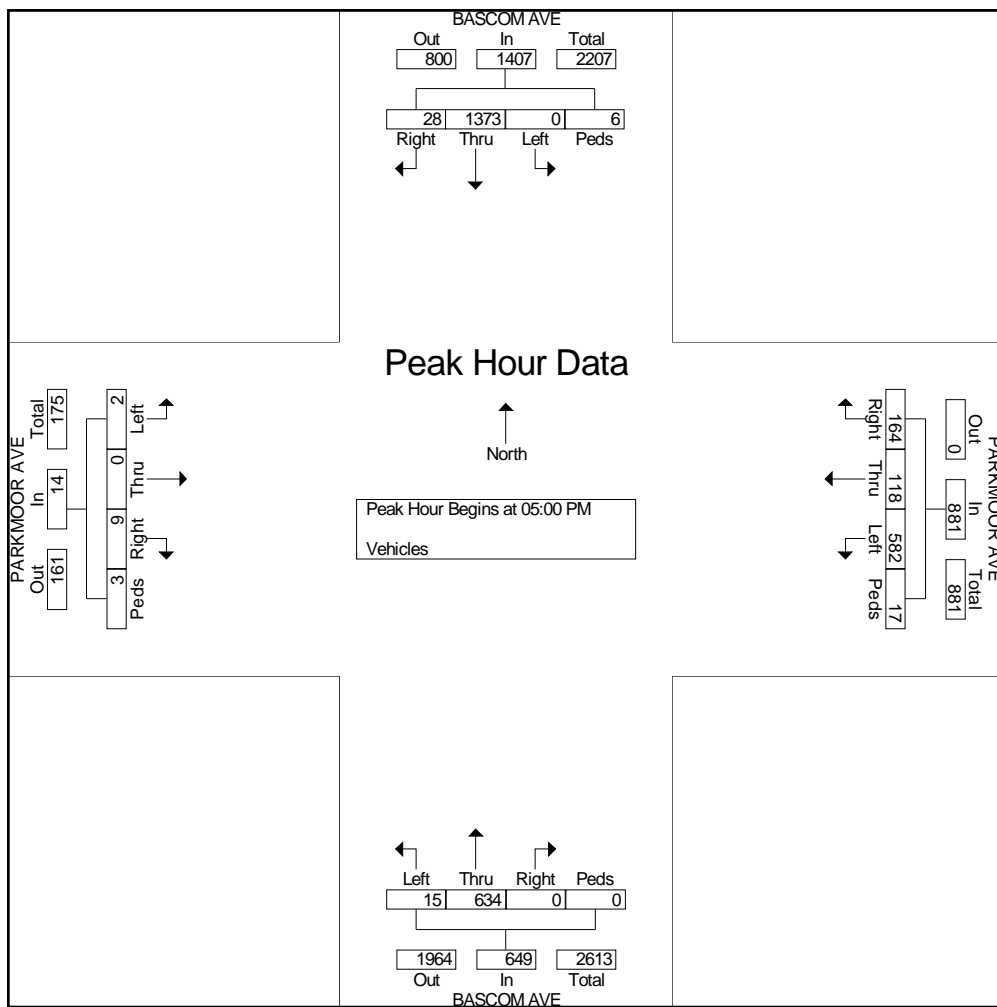 BASCOM AVE
Out In Total
800 1407 2207
28 1373 0 6
Right Thru Left Peds
Peak Hour Data
North
Peak Hour Begins at 05:00 PM
Vehicles
PARKMOOR AVE
Total In Out
175 14 161
2 0 9 3
Left Thru Right Peds
Right Thru Left Peds
164 118 582 17
Out In Total
0 881 881
PARKMOOR AVE
Left Thru Right Peds
15 634 0 0
1964 649 2613
Out In Total
BASCOM AVE